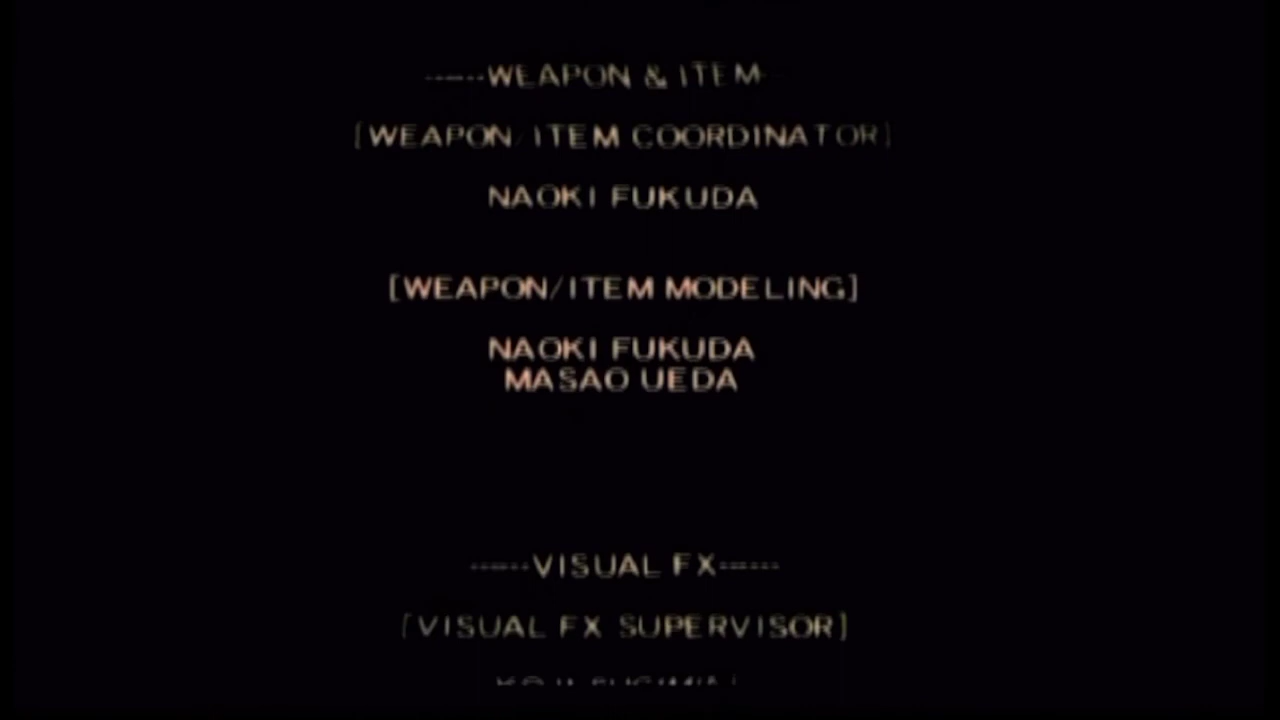 ------WEAPON & ITEM
[WEAPON/ITEM COORDINATOR]
NAOKI FUKUDA
[WEAPON/ITEM MODELING]
NAOKI FUKUDA
MASAO UEDA
------VISUAL FX------
[VISUAL FX SUPERVISOR]